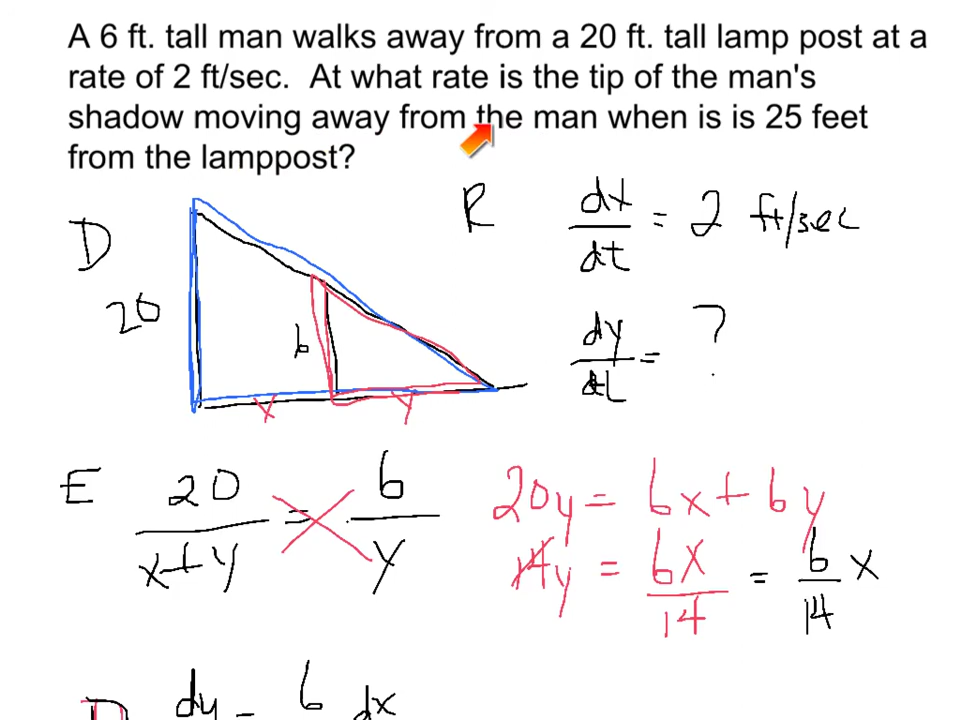 A 6 ft. tall man walks away from a 20 ft. tall lamp post at a
rate of 2 ft/sec. At what rate is the tip of the man's
shadow moving away from the man when is is 25 feet
from the lamppost?
D
R dx/dt = 2 ft/sec
20
6
x y
dy/dt = ?
E 20/(x+y) = 6/y
20y = 6x + 6y
14y = 6x/14 = 6/14 x
D dy = 6 dx